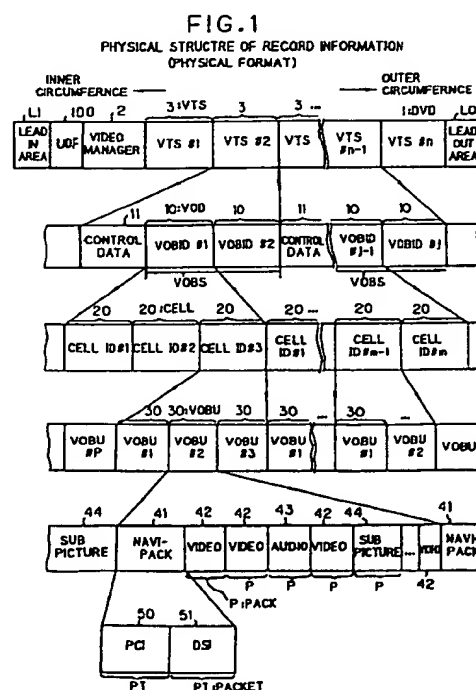 FIG.1
PHYSICAL STRUCTRE OF RECORD INFORMATION
(PHYSICAL FORMAT)
INNER CIRCUMFERNCE
OUTER CIRCUMFERNCE
LI 100 2 3:VTS 3 3... 1:DVD LO
LEAD IN AREA UDF VIDEO MANAGER VTS #1 VTS #2 VTS VTS #n-1 VTS #n LEAD OUT AREA
11 10:VOD 10 11 10 10
CONTROL DATA VOBID #1 VOBID #2 CONTROL DATA VOBID #J-1 VOBID #J
VOBS VOBS
20 20:CELL 20 20... 20 20
CELL ID#1 CELL ID#2 CELL ID#3 CELL ID#1 CELL ID#m-1 CELL ID#m
30 30:VOBU 30 30 ... 30 ...
VOBU #P VOBU #1 VOBU #2 VOBU #3 VOBU #1 VOBU #1 VOBU #2 VOBU
44 41 42 42 43 42 44 41
SUB PICTURE NAVI-PACK VIDEO VIDEO AUDIO VIDEO SUB PICTURE ... VIDEO NAVI-PACK
P P P P 42
P:PACK
50 51
PCI DSI
PT PT:PACKET